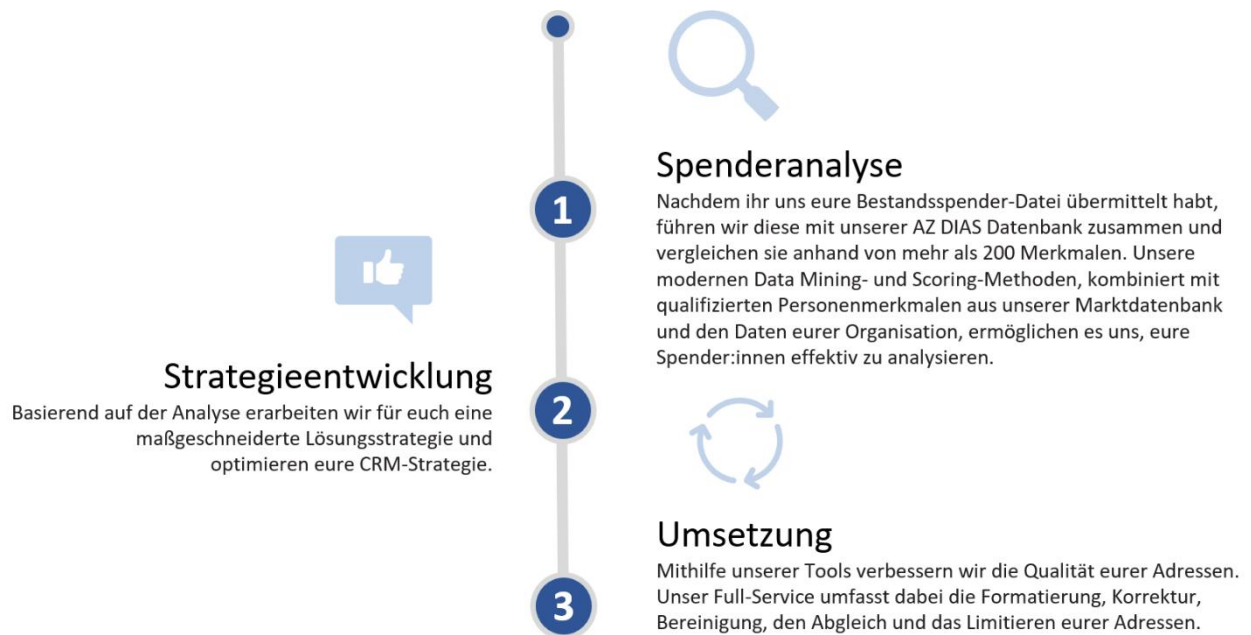 1
Spenderanalyse
Nachdem ihr uns eure Bestandsspender-Datei übermittelt habt,
führen wir diese mit unserer AZ DIAS Datenbank zusammen und
vergleichen sie anhand von mehr als 200 Merkmalen. Unsere
modernen Data Mining- und Scoring-Methoden, kombiniert mit
qualifizierten Personenmerkmalen aus unserer Marktdatenbank
und den Daten eurer Organisation, ermöglichen es uns, eure
Spender:innen effektiv zu analysieren.
2
Strategieentwicklung
Basierend auf der Analyse erarbeiten wir für euch eine
maßgeschneiderte Lösungsstrategie und
optimieren eure CRM-Strategie.
3
Umsetzung
Mithilfe unserer Tools verbessern wir die Qualität eurer Adressen.
Unser Full-Service umfasst dabei die Formatierung, Korrektur,
Bereinigung, den Abgleich und das Limitieren eurer Adressen.